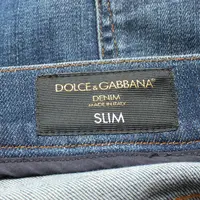 DOLCE & GABBANA
DENIM
MADE IN ITALY
SLIM